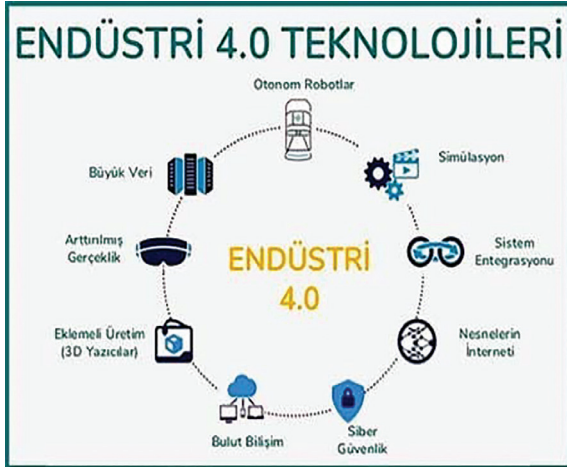 ENDÜSTRİ 4.0 TEKNOLOJİLERİ
Otonom Robotlar
Simülasyon
Sistem
Entegrasyonu
Nesnelerin
İnterneti
Siber
Güvenlik
Bulut Bilişim
Eklemeli Üretim
(3D Yazıcılar)
Arttırılmış
Gerçeklik
Büyük Veri
ENDÜSTRİ
4.0